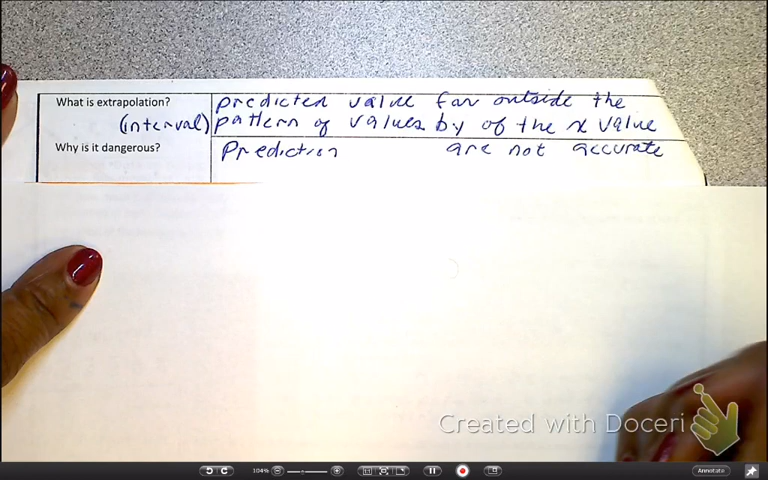 What is extrapolation? predicted value far outside the
(interval) pattern of values by of the x value
Why is it dangerous? Prediction are not accurate
Created with Doceri
104%
Annotate